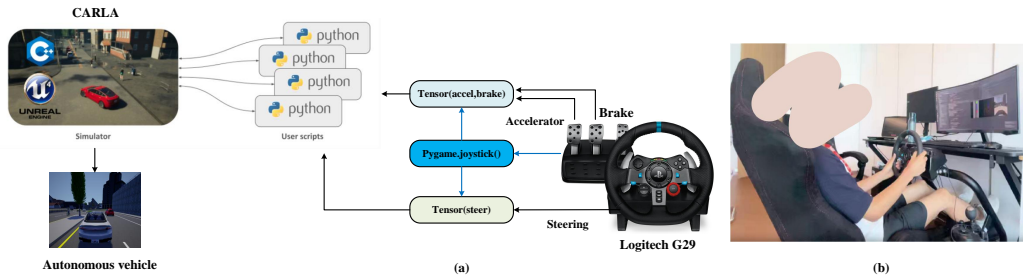 CARLA
C++
UNREAL
ENGINE
Simulator
python
python
python
python
User scripts
Autonomous vehicle
Tensor(accel,brake)
Pygame.joystick()
Tensor(steer)
Accelerator
Brake
Steering
Logitech G29
(a)
(b)